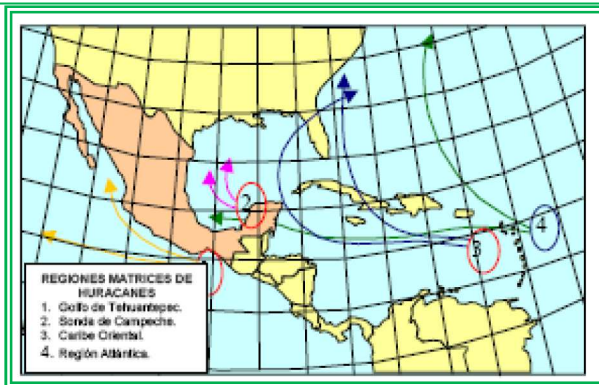 2
4
3
REGIONES MATRICES DE
HURACANES
1. Golfo de Tehuantepec.
2. Sonda de Campeche.
3. Caribe Oriental.
4. Región Atlántica.